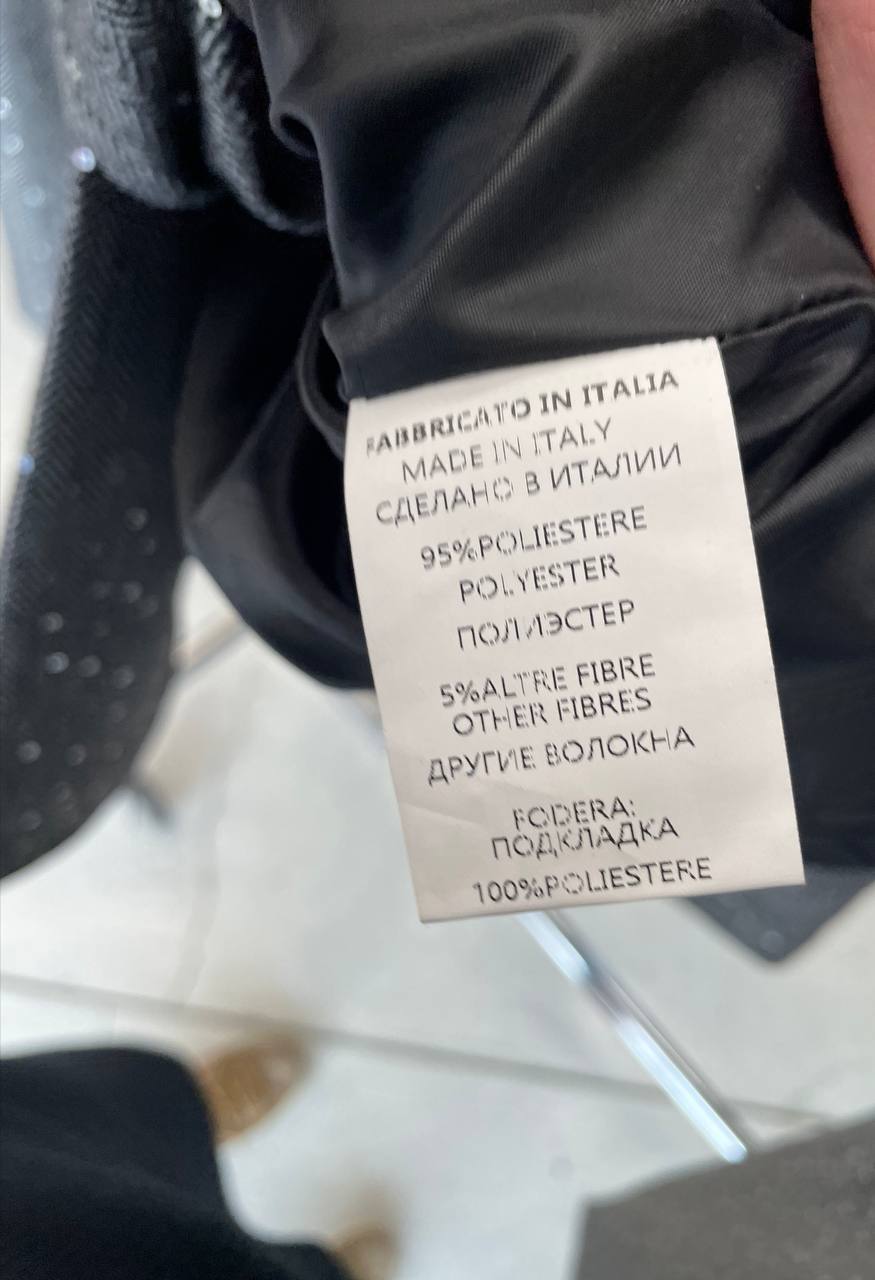 FABBRICATO IN ITALIA
MADE IN ITALY
СДЕЛАНО В ИТАЛИИ
95%POLIESTERE
POLYESTER
ПОЛИЭСТЕР
5%ALTRE FIBRE
OTHER FIBRES
ДРУГИЕ ВОЛОКНА
FODERA:
ПОДКЛАДКА
100%POLIESTERE